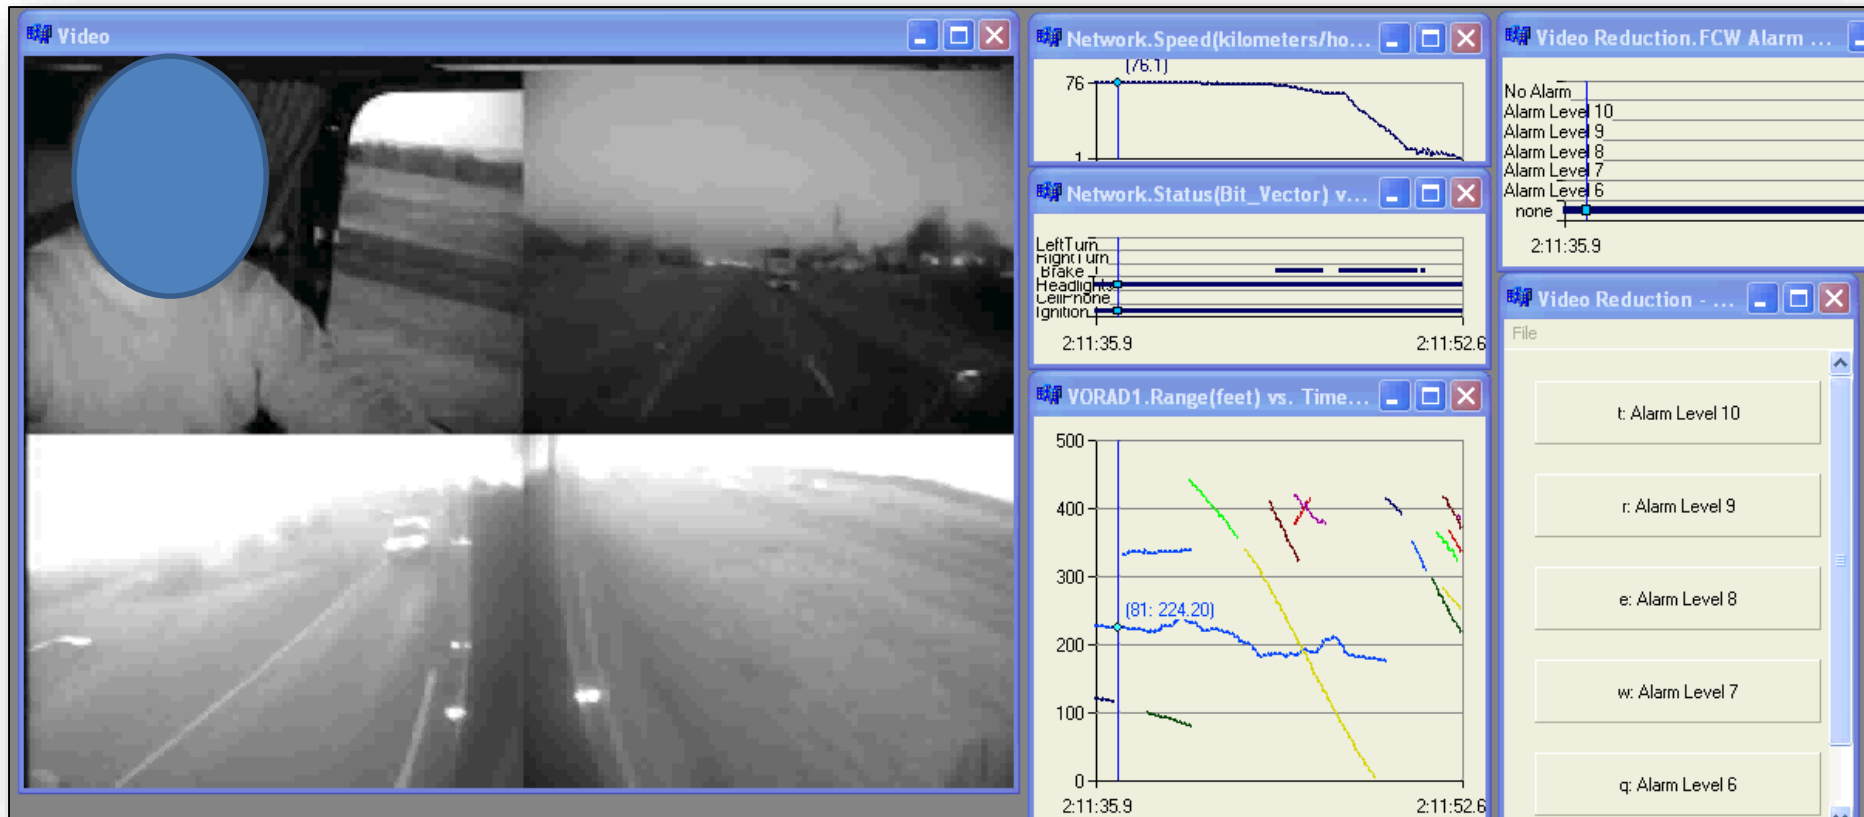 Video
Network.Speed(kilometers/ho...
(76.1)
76
1
Network.Status(Bit_Vector) v...
LeftTurn
RightTurn
Brake
Headlights
CellPhone
Ignition
2:11:35.9 2:11:52.6
VORAD1.Range(feet) vs. Time...
500
400
300
(81: 224.20)
200
100
0
2:11:35.9 2:11:52.6
Video Reduction.FCW Alarm ...
No Alarm
Alarm Level 10
Alarm Level 9
Alarm Level 8
Alarm Level 7
Alarm Level 6
none
2:11:35.9
Video Reduction - ...
File
t: Alarm Level 10
r: Alarm Level 9
e: Alarm Level 8
w: Alarm Level 7
q: Alarm Level 6